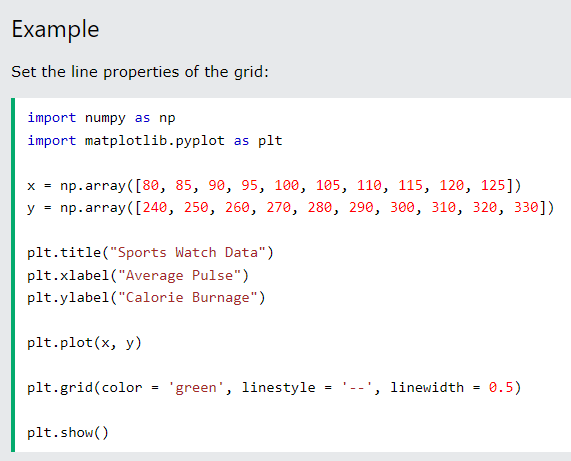 Example
Set the line properties of the grid:
import numpy as np
import matplotlib.pyplot as plt
x = np.array([80, 85, 90, 95, 100, 105, 110, 115, 120, 125])
y = np.array([240, 250, 260, 270, 280, 290, 300, 310, 320, 330])
plt.title("Sports Watch Data")
plt.xlabel("Average Pulse")
plt.ylabel("Calorie Burnage")
plt.plot(x, y)
plt.grid(color = 'green', linestyle = '--', linewidth = 0.5)
plt.show()